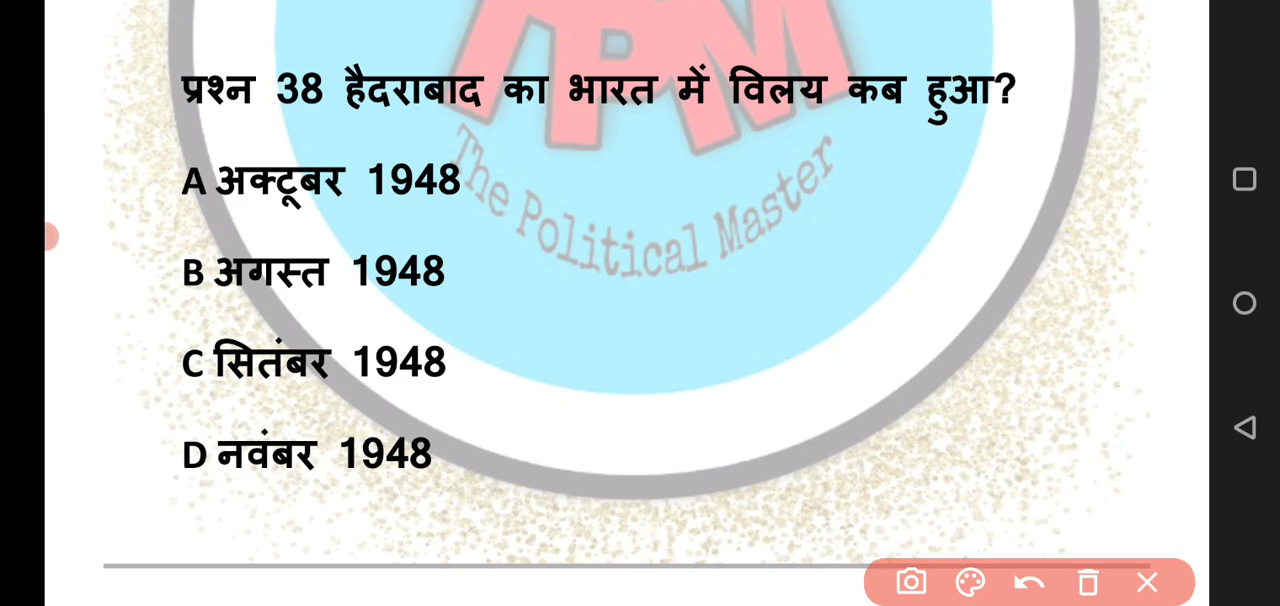 TPM
The Political Master
प्रश्न 38 हैदराबाद का भारत में विलय कब हुआ?
A अक्टूबर 1948
B अगस्त 1948
C सितंबर 1948
D नवंबर 1948